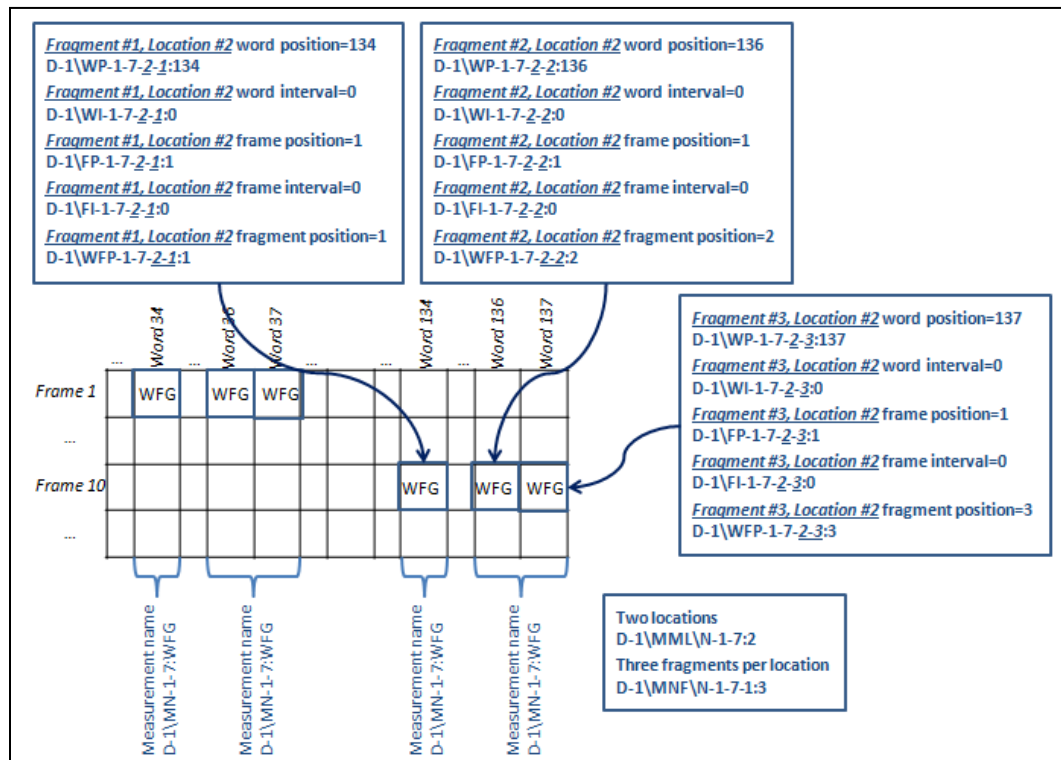 Fragment #1, Location #2 word position=134
D-1\WP-1-7-2-1:134
Fragment #1, Location #2 word interval=0
D-1\WI-1-7-2-1:0
Fragment #1, Location #2 frame position=1
D-1\FP-1-7-2-1:1
Fragment #1, Location #2 frame interval=0
D-1\FI-1-7-2-1:0
Fragment #1, Location #2 fragment position=1
D-1\WFP-1-7-2-1:1
Fragment #2, Location #2 word position=136
D-1\WP-1-7-2-2:136
Fragment #2, Location #2 word interval=0
D-1\WI-1-7-2-2:0
Fragment #2, Location #2 frame position=1
D-1\FP-1-7-2-2:1
Fragment #2, Location #2 frame interval=0
D-1\FI-1-7-2-2:0
Fragment #2, Location #2 fragment position=2
D-1\WFP-1-7-2-2:2
Fragment #3, Location #2 word position=137
D-1\WP-1-7-2-3:137
Fragment #3, Location #2 word interval=0
D-1\WI-1-7-2-3:0
Fragment #3, Location #2 frame position=1
D-1\FP-1-7-2-3:1
Fragment #3, Location #2 frame interval=0
D-1\FI-1-7-2-3:0
Fragment #3, Location #2 fragment position=3
D-1\WFP-1-7-2-3:3
... Word 34 ... Word 36 Word 37 ... ... Word 134 ... Word 136 Word 137
Frame 1 WFG WFG WFG
...
Frame 10 WFG WFG WFG
...
Measurement name
D-1\MN-1-7:WFG
Measurement name
D-1\MN-1-7:WFG
Measurement name
D-1\MN-1-7:WFG
Measurement name
D-1\MN-1-7:WFG
Two locations
D-1\MML\N-1-7:2
Three fragments per location
D-1\MNF\N-1-7-1:3